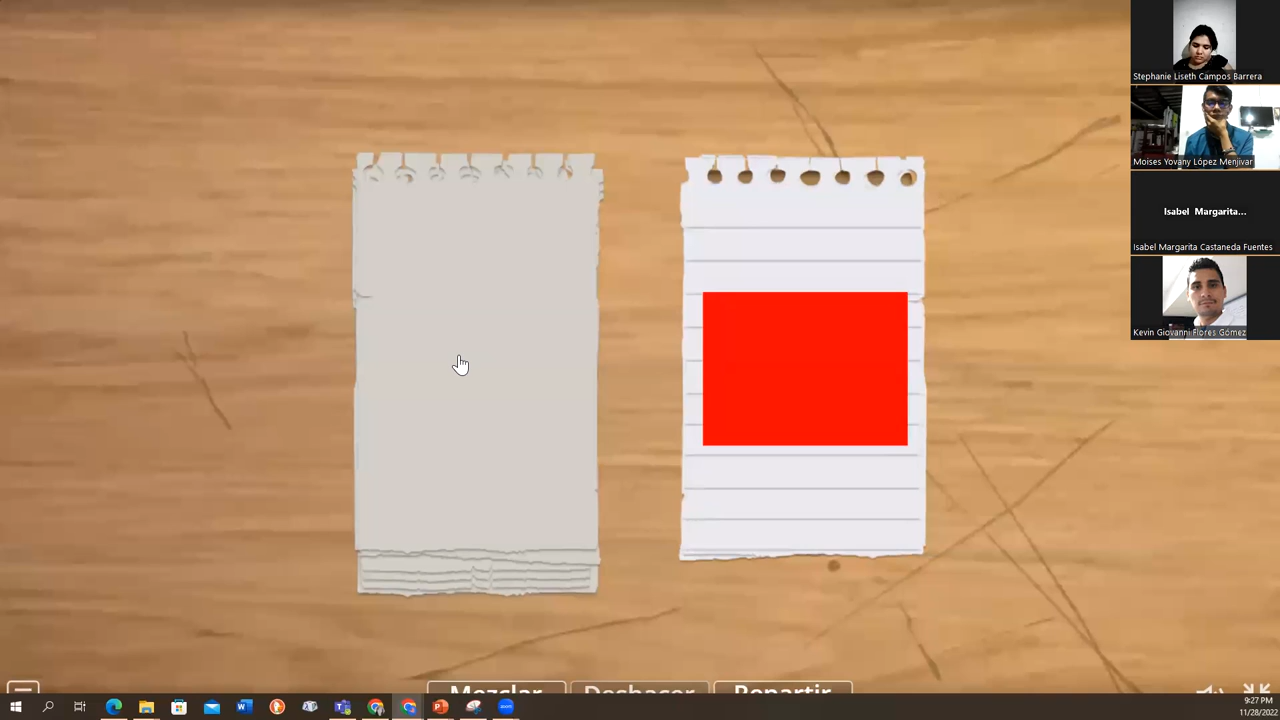 Stephanie Liseth Campos Barrera
Moises Yovany López Menjivar
Isabel Margarita...
Isabel Margarita Castaneda Fuentes
Kevin Giovanni Flores Gómez
Mezclar
Deshacer
Repartir
9:27 PM
11/28/2022